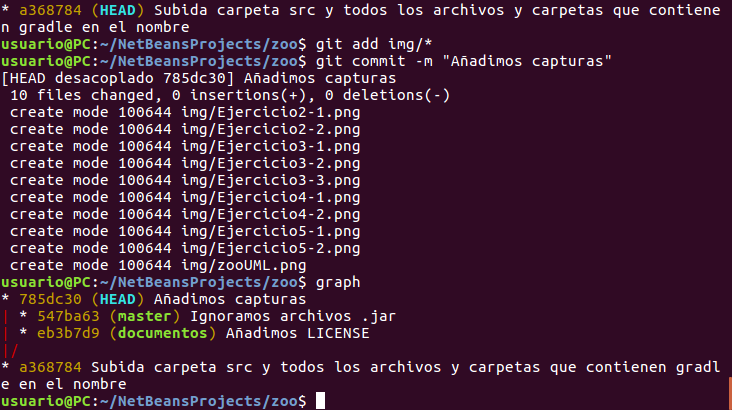 * a368784 (HEAD) Subida carpeta src y todos los archivos y carpetas que contiene
n gradle en el nombre
usuario@PC:~/NetBeansProjects/zoo$ git add img/*
usuario@PC:~/NetBeansProjects/zoo$ git commit -m "Añadimos capturas"
[HEAD desacoplado 785dc30] Añadimos capturas
 10 files changed, 0 insertions(+), 0 deletions(-)
 create mode 100644 img/Ejercicio2-1.png
 create mode 100644 img/Ejercicio2-2.png
 create mode 100644 img/Ejercicio3-1.png
 create mode 100644 img/Ejercicio3-2.png
 create mode 100644 img/Ejercicio3-3.png
 create mode 100644 img/Ejercicio4-1.png
 create mode 100644 img/Ejercicio4-2.png
 create mode 100644 img/Ejercicio5-1.png
 create mode 100644 img/Ejercicio5-2.png
 create mode 100644 img/zooUML.png
usuario@PC:~/NetBeansProjects/zoo$ graph
* 785dc30 (HEAD) Añadimos capturas
| * 547ba63 (master) Ignoramos archivos .jar
| * eb3b7d9 (documentos) Añadimos LICENSE
|/
* a368784 Subida carpeta src y todos los archivos y carpetas que contienen gradl
e en el nombre
usuario@PC:~/NetBeansProjects/zoo$